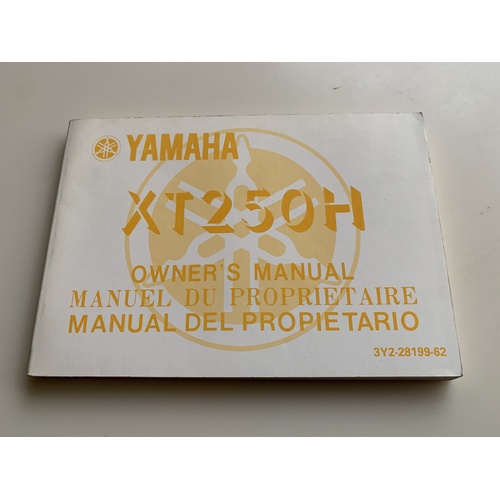 YAMAHA
XT250H
OWNER'S MANUAL
MANUEL DU PROPRIETAIRE
MANUAL DEL PROPIETARIO
3Y2-28199-62